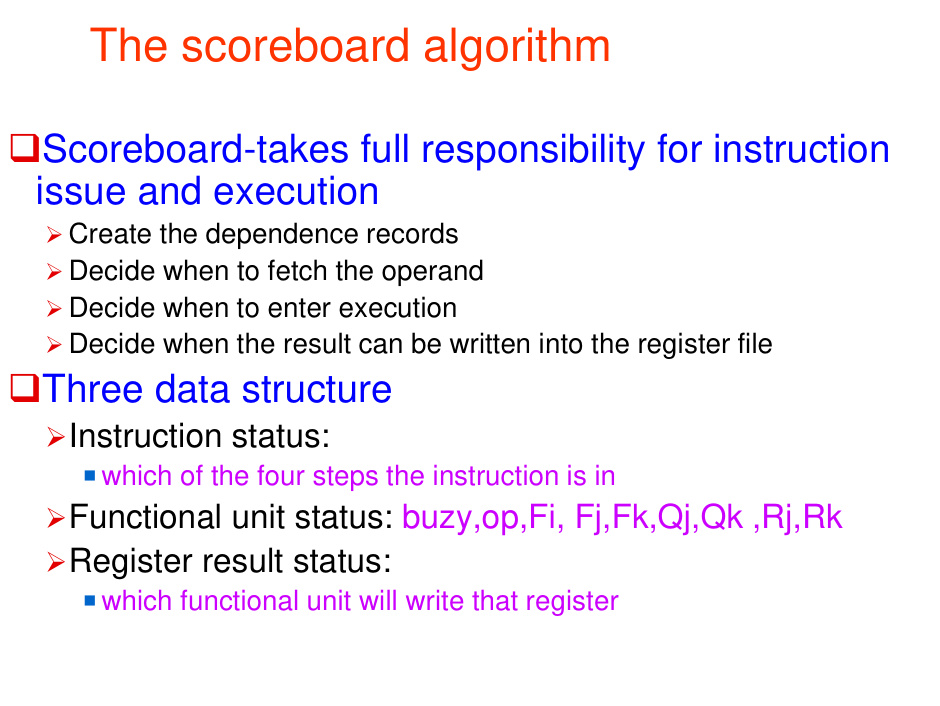 The scoreboard algorithm
Scoreboard-takes full responsibility for instruction
issue and execution
Create the dependence records
Decide when to fetch the operand
Decide when to enter execution
Decide when the result can be written into the register file
Three data structure
Instruction status:
which of the four steps the instruction is in
Functional unit status: buzy,op,Fi, Fj,Fk,Qj,Qk ,Rj,Rk
Register result status:
which functional unit will write that register